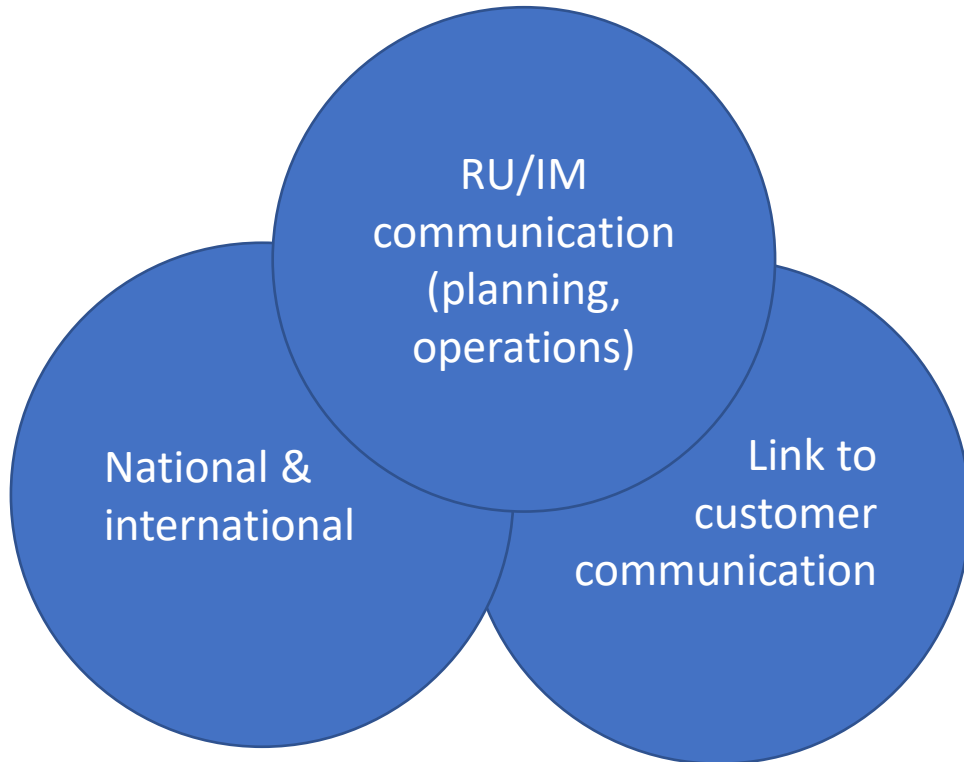 RU/IM
communication
(planning,
operations)
National &
international
Link to
customer
communication